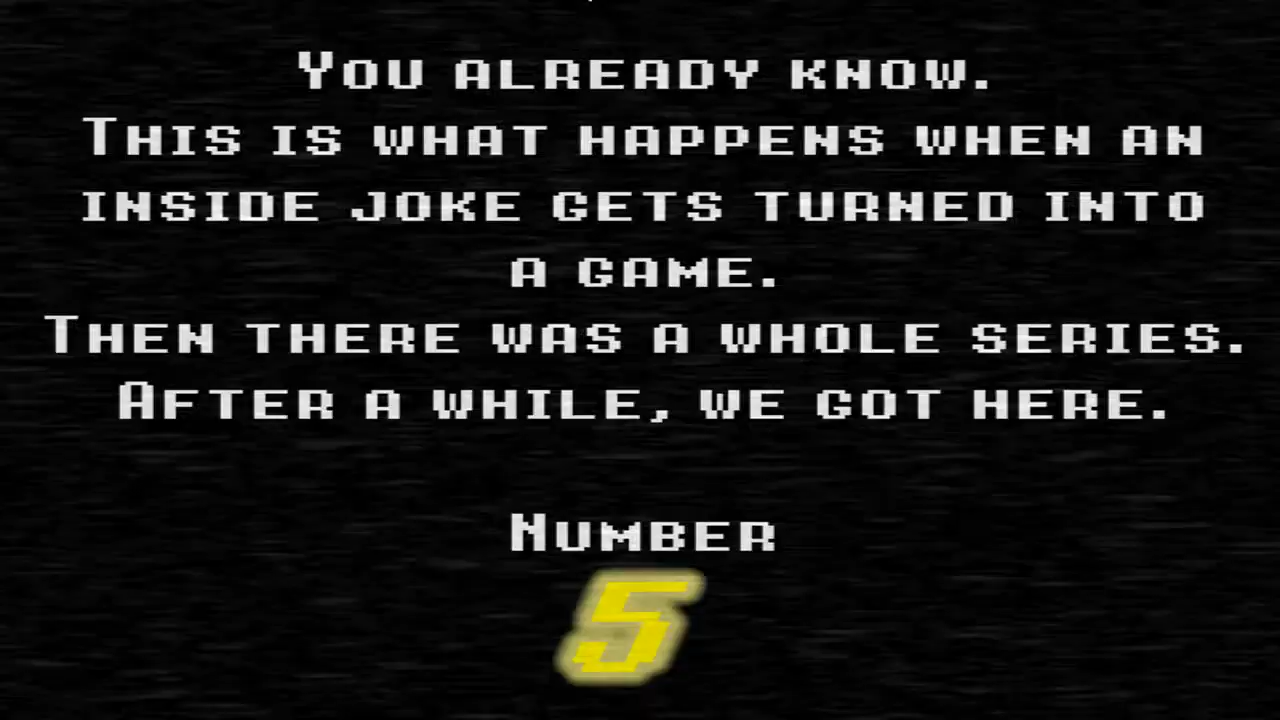 You already know.
This is what happens when an
inside joke gets turned into
a game.
Then there was a whole series.
After a while, we got here.
Number
5